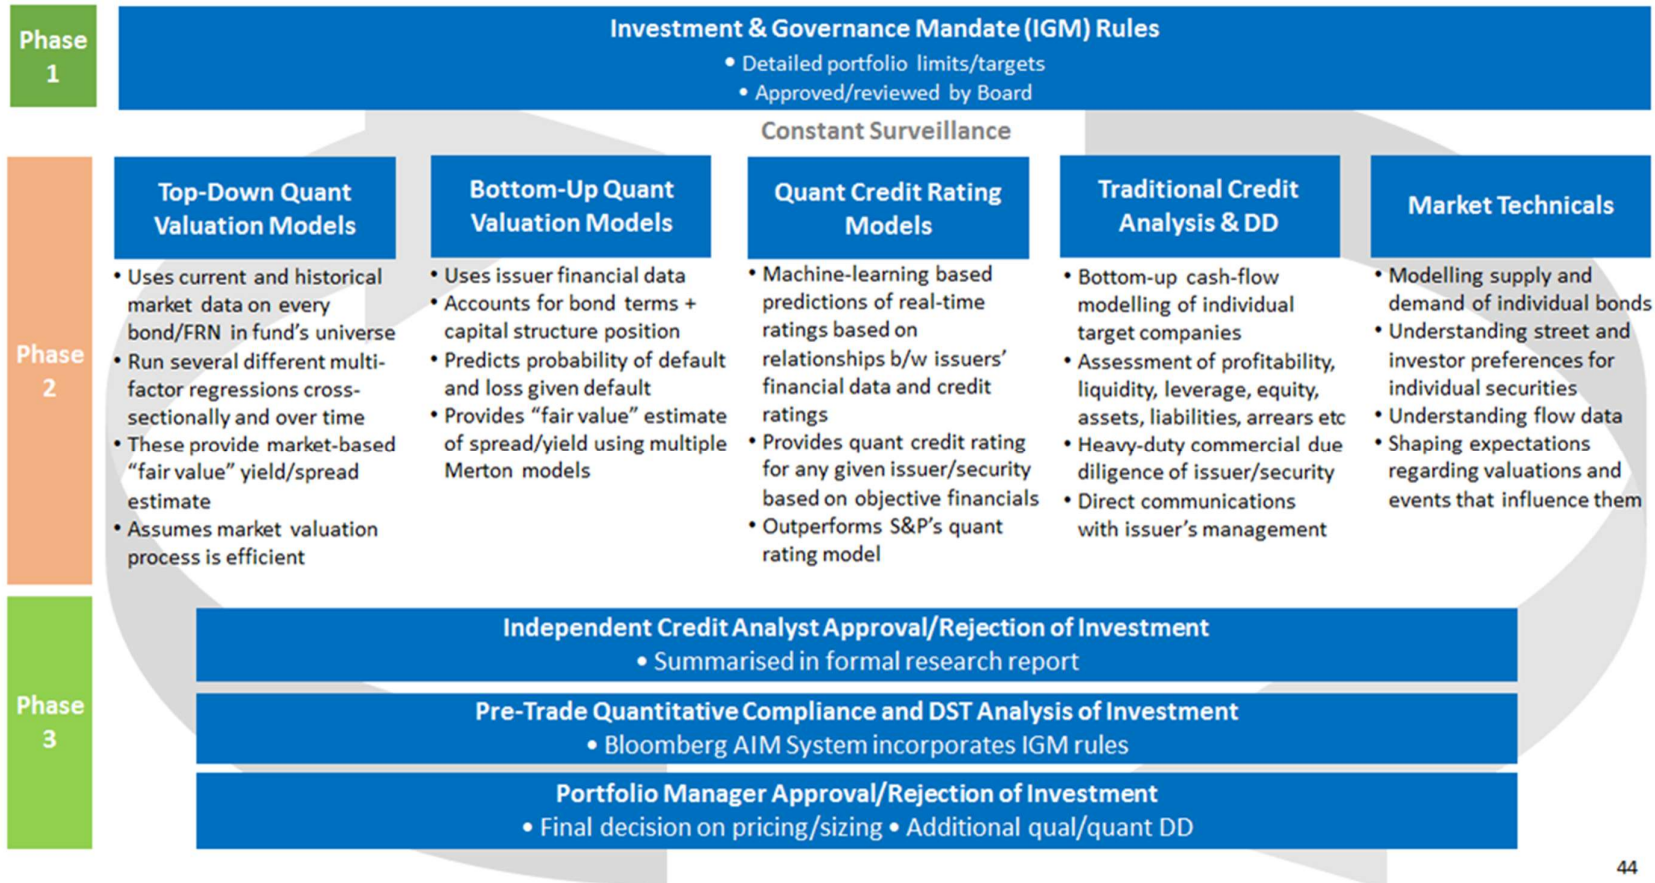 Phase
1
Investment & Governance Mandate (IGM) Rules
• Detailed portfolio limits/targets
• Approved/reviewed by Board
Constant Surveillance
Phase
2
Top-Down Quant
Valuation Models
• Uses current and historical
market data on every
bond/FRN in fund's universe
• Run several different multi-
factor regressions cross-
sectionally and over time
• These provide market-based
“fair value” yield/spread
estimate
• Assumes market valuation
process is efficient
Bottom-Up Quant
Valuation Models
• Uses issuer financial data
• Accounts for bond terms +
capital structure position
• Predicts probability of default
and loss given default
• Provides “fair value” estimate
of spread/yield using multiple
Merton models
Quant Credit Rating
Models
• Machine-learning based
predictions of real-time
ratings based on
relationships b/w issuers’
financial data and credit
ratings
• Provides quant credit rating
for any given issuer/security
based on objective financials
• Outperforms S&P’s quant
rating model
Traditional Credit
Analysis & DD
• Bottom-up cash-flow
modelling of individual
target companies
• Assessment of profitability,
liquidity, leverage, equity,
assets, liabilities, arrears etc
• Heavy-duty commercial due
diligence of issuer/security
• Direct communications
with issuer’s management
Market Technicals
• Modelling supply and
demand of individual bonds
• Understanding street and
investor preferences for
individual securities
• Understanding flow data
• Shaping expectations
regarding valuations and
events that influence them
Phase
3
Independent Credit Analyst Approval/Rejection of Investment
• Summarised in formal research report
Pre-Trade Quantitative Compliance and DST Analysis of Investment
• Bloomberg AIM System incorporates IGM rules
Portfolio Manager Approval/Rejection of Investment
• Final decision on pricing/sizing • Additional qual/quant DD
44